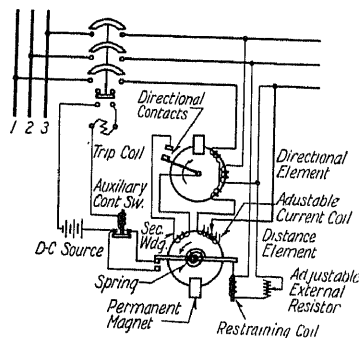 Directional
Contacts
1 2 3
Trip Coil
Directional
Element
Auxiliary
Cont Sw.
Adjustable
Current Coil
Sec.
Wdg.
Distance
Element
D-C Source
Spring
Adjustable
External
Resistor
Permanent
Magnet
Restraining Coil